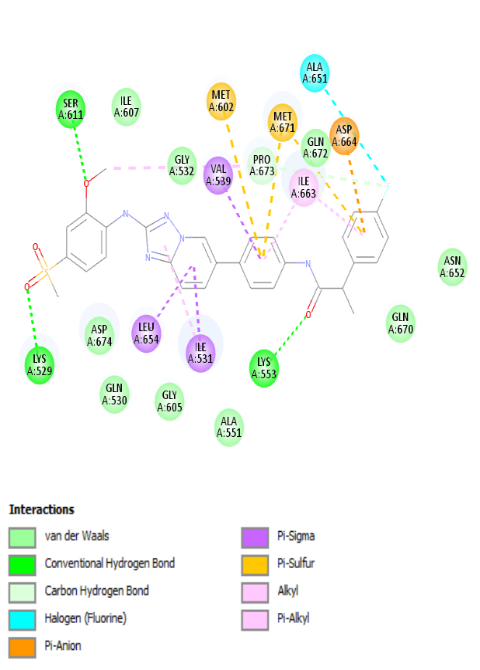 ALA
A:651
MET
A:602
SER
A:611
ILE
A:607
MET
A:671
ASP
A:664
GLN
A:672
GLY
A:532
PRO
A:673
VAL
A:539
ILE
A:663
O
NH
N
N
N
O
S
O
NH
O
ASN
A:652
ASP
A:674
LEU
A:654
GLN
A:670
ILE
A:531
LYS
A:529
LYS
A:553
GLN
A:530
GLY
A:605
ALA
A:551
Interactions
van der Waals
Pi-Sigma
Conventional Hydrogen Bond
Pi-Sulfur
Carbon Hydrogen Bond
Alkyl
Halogen (Fluorine)
Pi-Alkyl
Pi-Anion